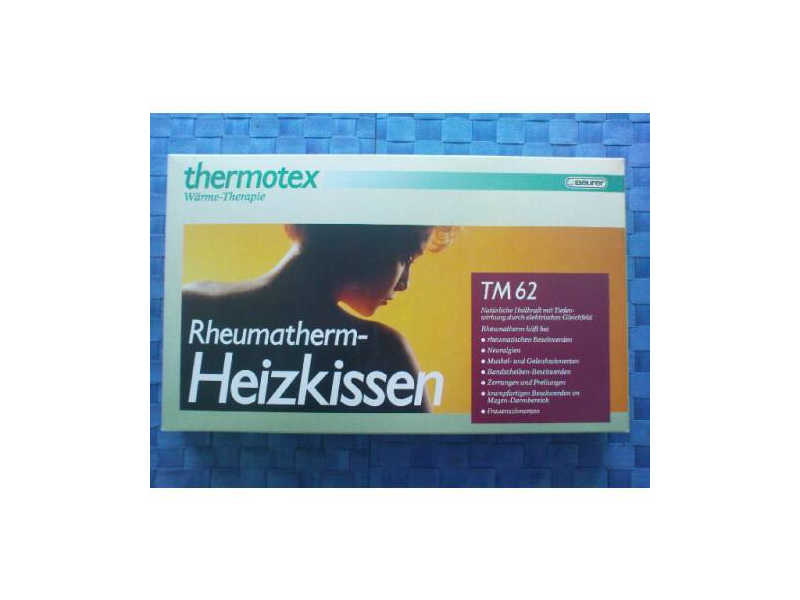 thermotex
Wärme-Therapie
Beurer
TM 62
Natürliche Heilkraft mit Tiefen-
wirkung durch elektrisches Gleichfeld
Rheumatherm hilft bei
rheumatischen Beschwerden
Neuralgien
Muskel- und Gelenkschmerzen
Bandscheiben-Beschwerden
Zerrungen und Prellungen
krampfartigen Beschwerden im
Magen-Darmbereich
Frauenschmerzen
Rheumatherm-
Heizkissen